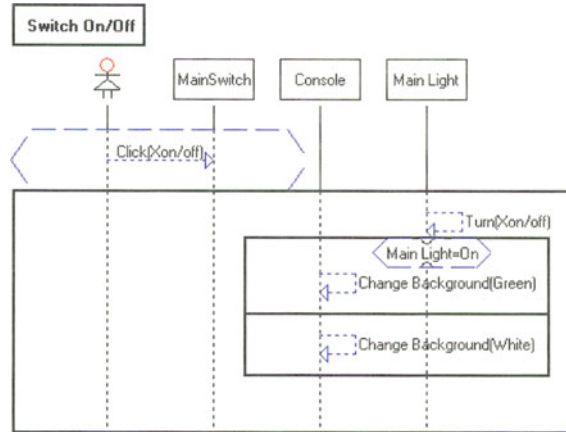 Switch On/Off
MainSwitch
Console
Main Light
Click(Xon/off)
Turn(Xon/off)
Main Light=On
Change Background(Green)
Change Background(White)